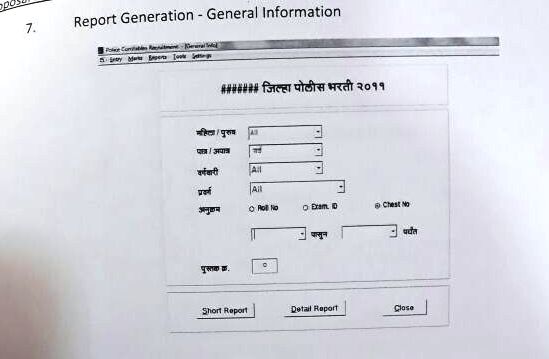 7. Report Generation - General Information
Police Constables Recruitment - [General Info]
Entry Marks Reports Tools Settings
####### जिल्हा पोलीस भरती २०११
महिला / पुरुष All
पात्र / अपात्र सर्व
वर्गवारी All
प्रवर्ग All
अनुक्रम Roll No Exam. ID Chest No
पासून पर्यंत
पुस्तक क्र. 0
Short Report Detail Report Close